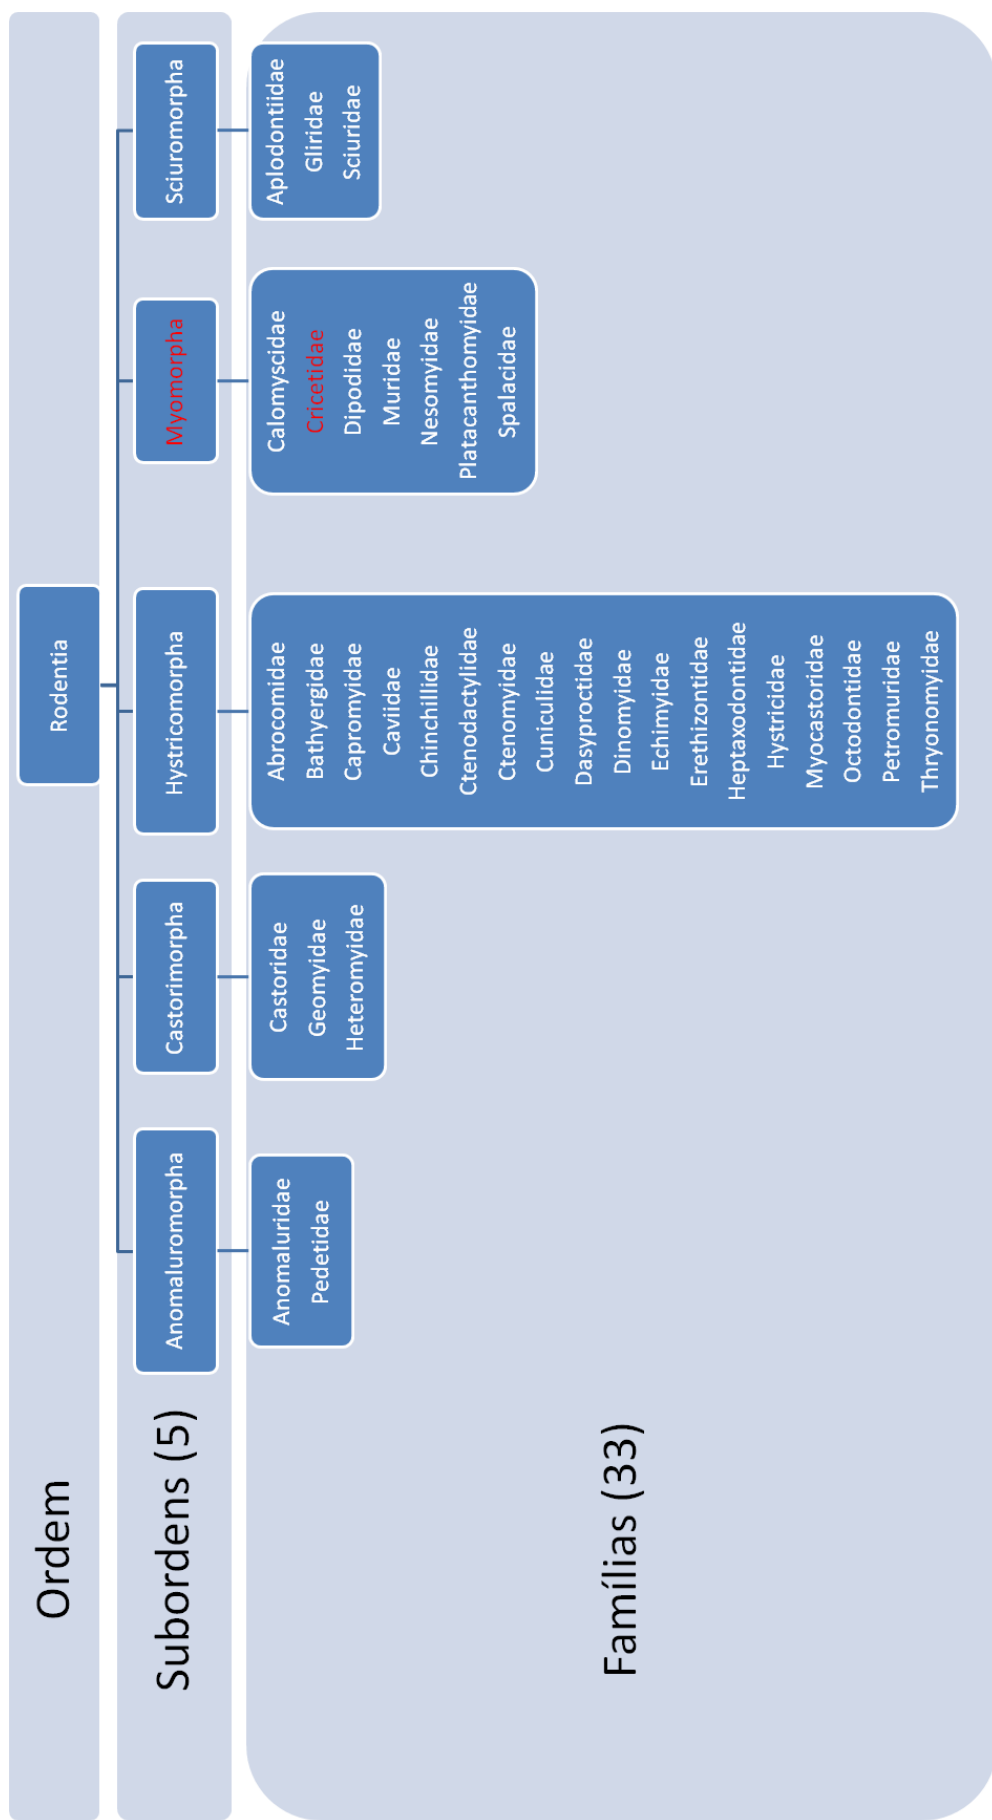 Ordem
Rodentia
Subordens (5)
Anomaluromorpha
Castorimorpha
Hystricomorpha
Myomorpha
Sciuromorpha
Famílias (33)
Anomaluridae
Pedetidae
Castoridae
Geomyidae
Heteromyidae
Abrocomidae
Bathyergidae
Capromyidae
Caviidae
Chinchillidae
Ctenodactylidae
Ctenomyidae
Cuniculidae
Dasyproctidae
Dinomyidae
Echimyidae
Erethizontidae
Heptaxodontidae
Hystricidae
Myocastoridae
Octodontidae
Petromuridae
Thryonomyidae
Calomyscidae
Cricetidae
Dipodidae
Muridae
Nesomyidae
Platacanthomyidae
Spalacidae
Aplodontiidae
Gliridae
Sciuridae